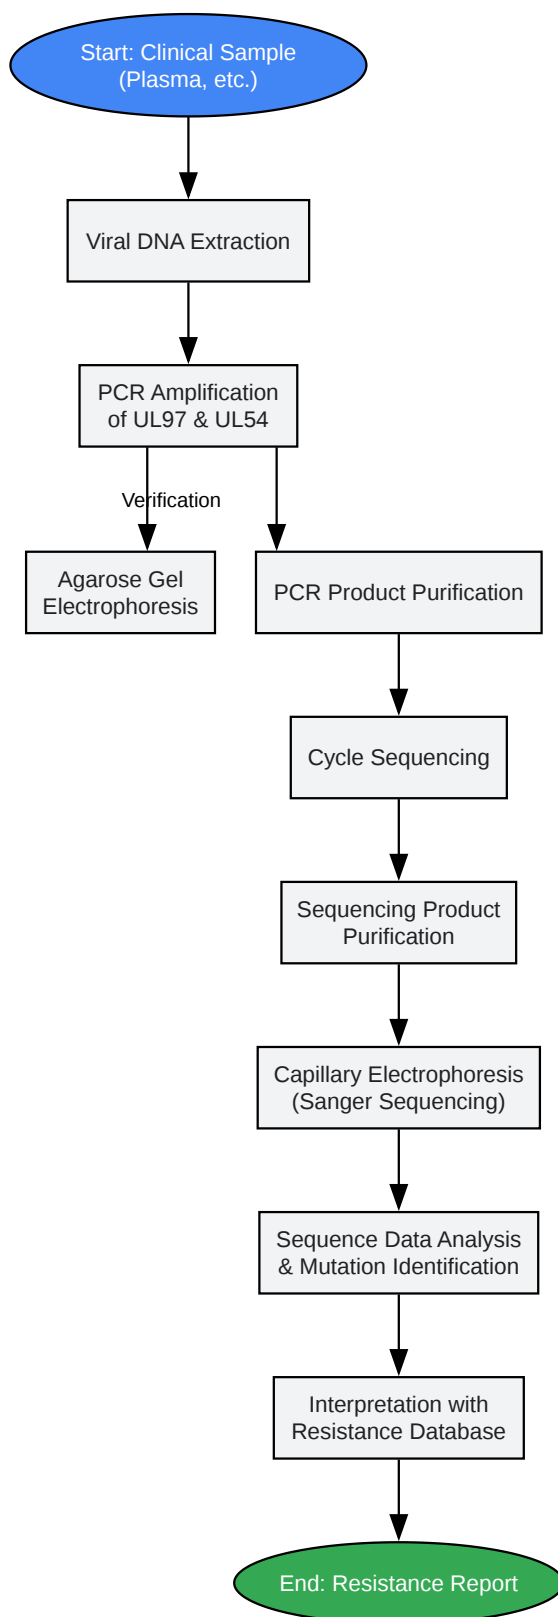 Start: Clinical Sample
(Plasma, etc.)
Viral DNA Extraction
PCR Amplification
of UL97 & UL54
Verification
Agarose Gel
Electrophoresis
PCR Product Purification
Cycle Sequencing
Sequencing Product
Purification
Capillary Electrophoresis
(Sanger Sequencing)
Sequence Data Analysis
& Mutation Identification
Interpretation with
Resistance Database
End: Resistance Report